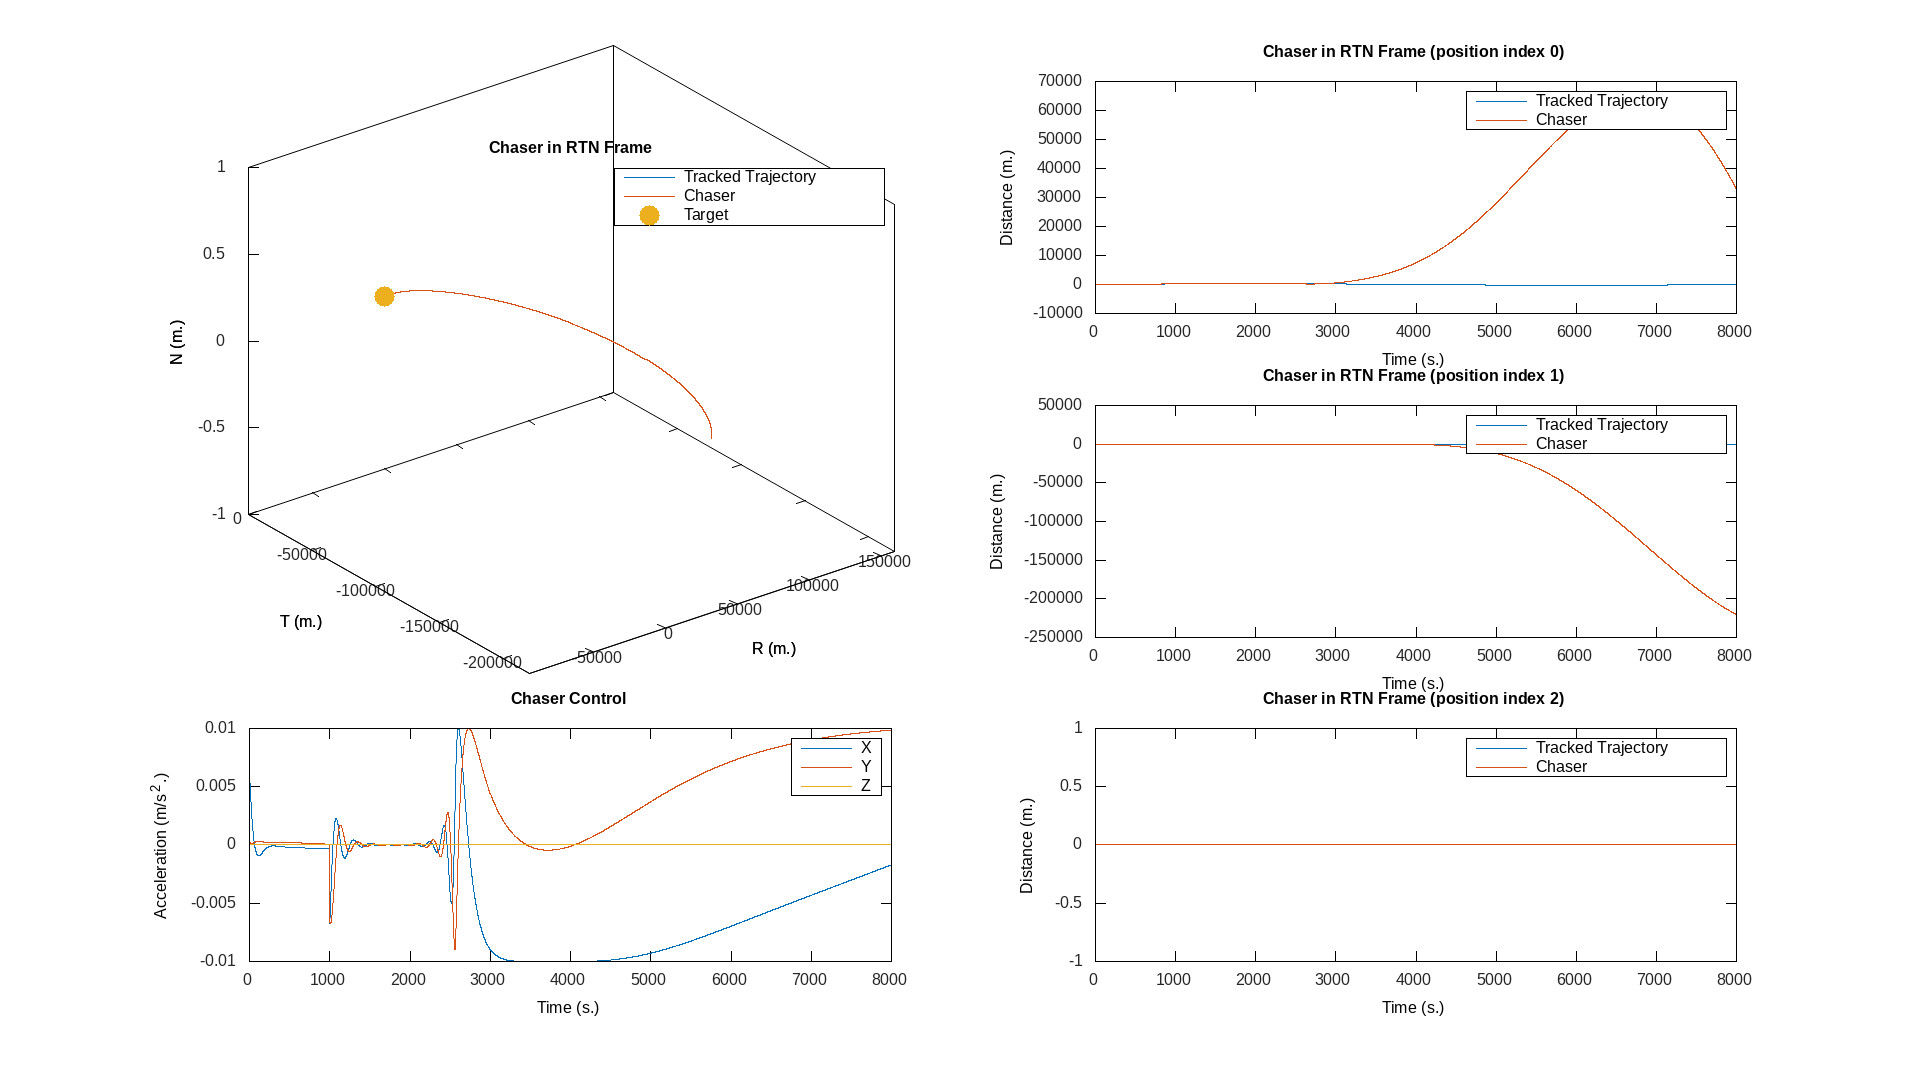 Chaser in RTN Frame
Tracked Trajectory
Chaser
Target
1
0.5
0
-0.5
-1
N (m.)
0
-50000
-100000
-150000
-200000
T (m.)
50000
0
50000
100000
150000
R (m.)
Chaser Control
X
Y
Z
0.01
0.005
0
-0.005
-0.01
Acceleration (m/s².)
0 1000 2000 3000 4000 5000 6000 7000 8000
Time (s.)
Chaser in RTN Frame (position index 0)
Tracked Trajectory
Chaser
70000
60000
50000
40000
30000
20000
10000
0
-10000
Distance (m.)
0 1000 2000 3000 4000 5000 6000 7000 8000
Time (s.)
Chaser in RTN Frame (position index 1)
Tracked Trajectory
Chaser
50000
0
-50000
-100000
-150000
-200000
-250000
Distance (m.)
0 1000 2000 3000 4000 5000 6000 7000 8000
Time (s.)
Chaser in RTN Frame (position index 2)
Tracked Trajectory
Chaser
1
0.5
0
-0.5
-1
Distance (m.)
0 1000 2000 3000 4000 5000 6000 7000 8000
Time (s.)